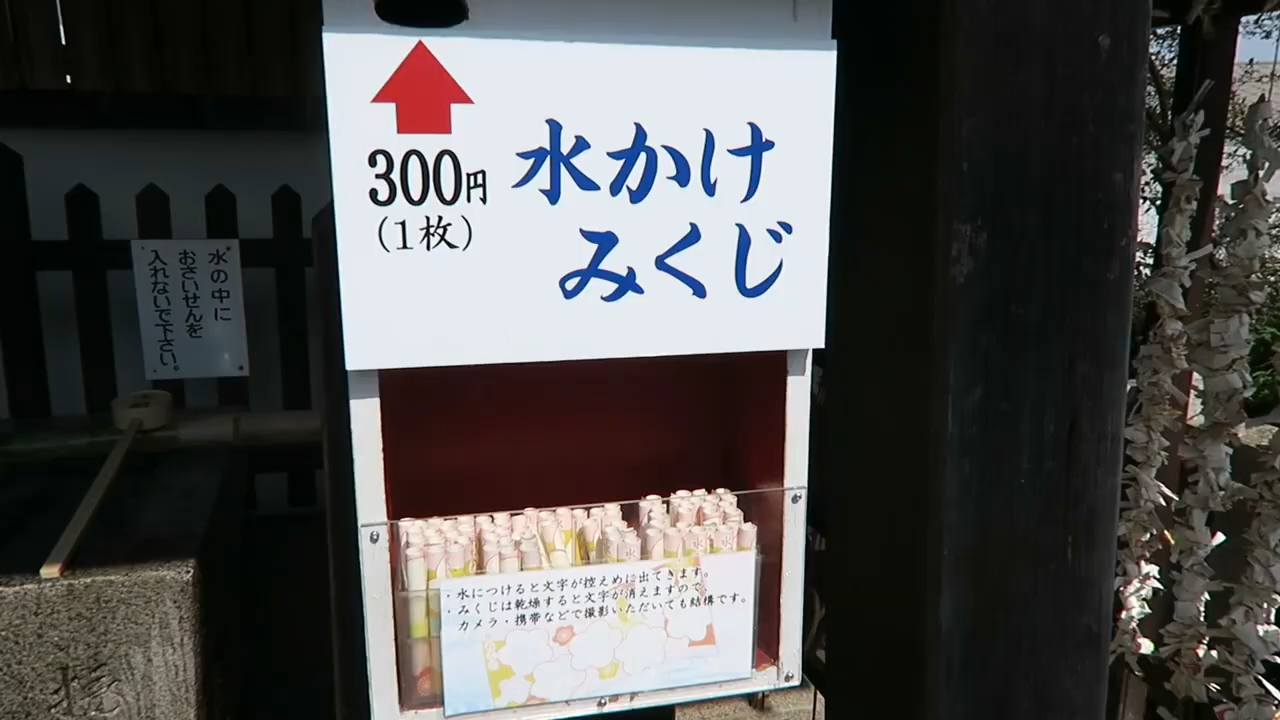 300円
(1枚)
水かけ
みくじ
水の中に
おさいせんを
入れないで下さい。
・水につけると文字が控えめに出てきます。
・みくじは乾燥すると文字が消えますので、
カメラ・携帯などで撮影いただいても結構です。